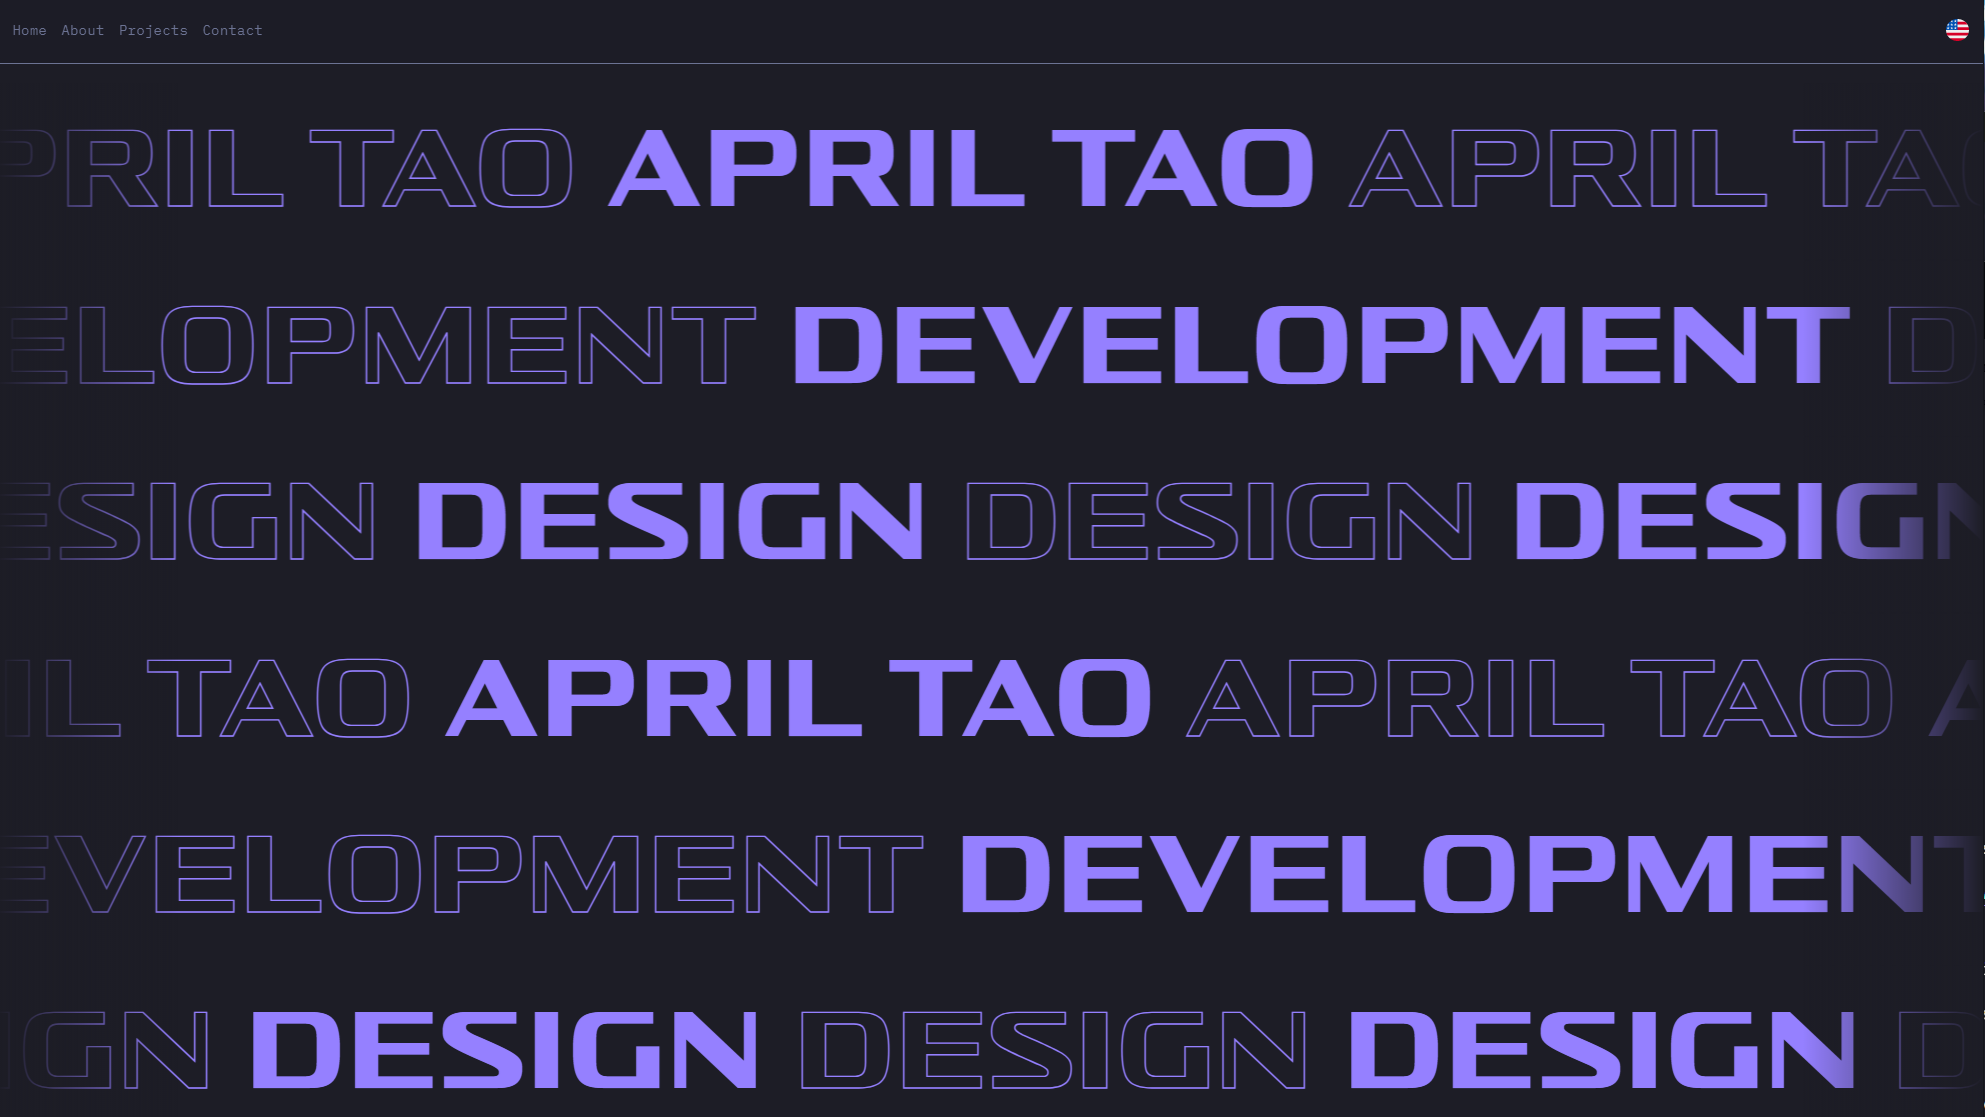 Home About Projects Contact
PRIL TAO APRIL TAO APRIL TAO
ELOPMENT DEVELOPMENT D
ESIGN DESIGN DESIGN DESIGN
IL TAO APRIL TAO APRIL TAO A
EVELOPMENT DEVELOPMENT
IGN DESIGN DESIGN DESIGN D